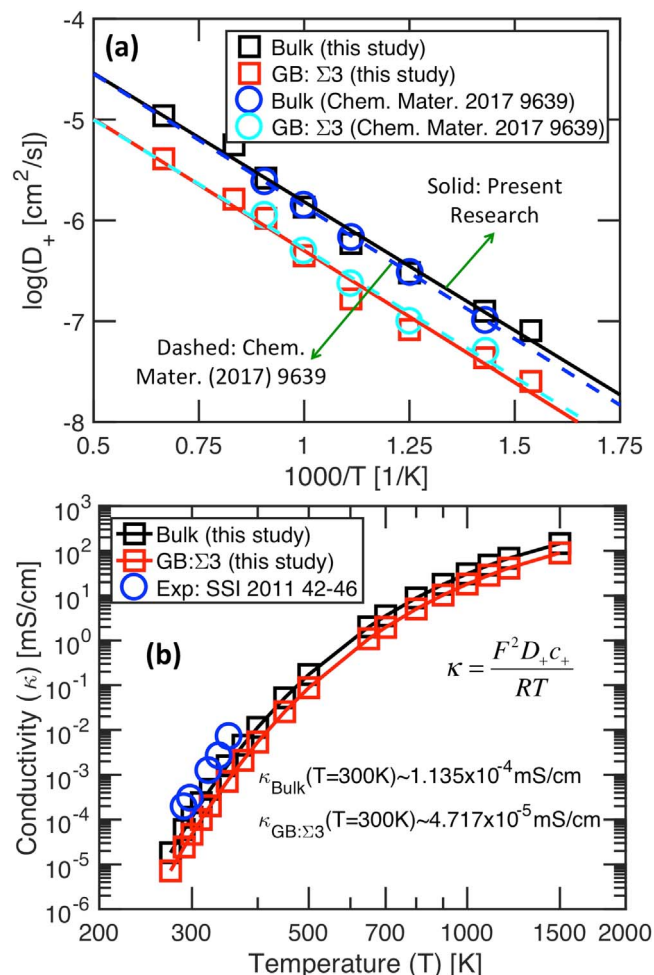 (a)
Bulk (this study)
GB: Σ3 (this study)
Bulk (Chem. Mater. 2017 9639)
GB: Σ3 (Chem. Mater. 2017 9639)
Solid: Present
Research
Dashed: Chem.
Mater. (2017) 9639
log(D₊ [cm²/s)
-4
-5
-6
-7
-8
0.5 0.75 1 1.25 1.5 1.75
1000/T [1/K]
Bulk (this study)
GB:Σ3 (this study)
Exp: SSI 2011 42-46
(b)
κ = F²D₊c₊ / RT
κBulk(T=300K)~1.135x10⁻⁴mS/cm
κGB:Σ3(T=300K)~4.717x10⁻⁵mS/cm
Conductivity (κ) [mS/cm]
10³
10²
10¹
10⁰
10⁻¹
10⁻²
10⁻³
10⁻⁴
10⁻⁵
10⁻⁶
200 300 500 700 1000 1500 2000
Temperature (T) [K]